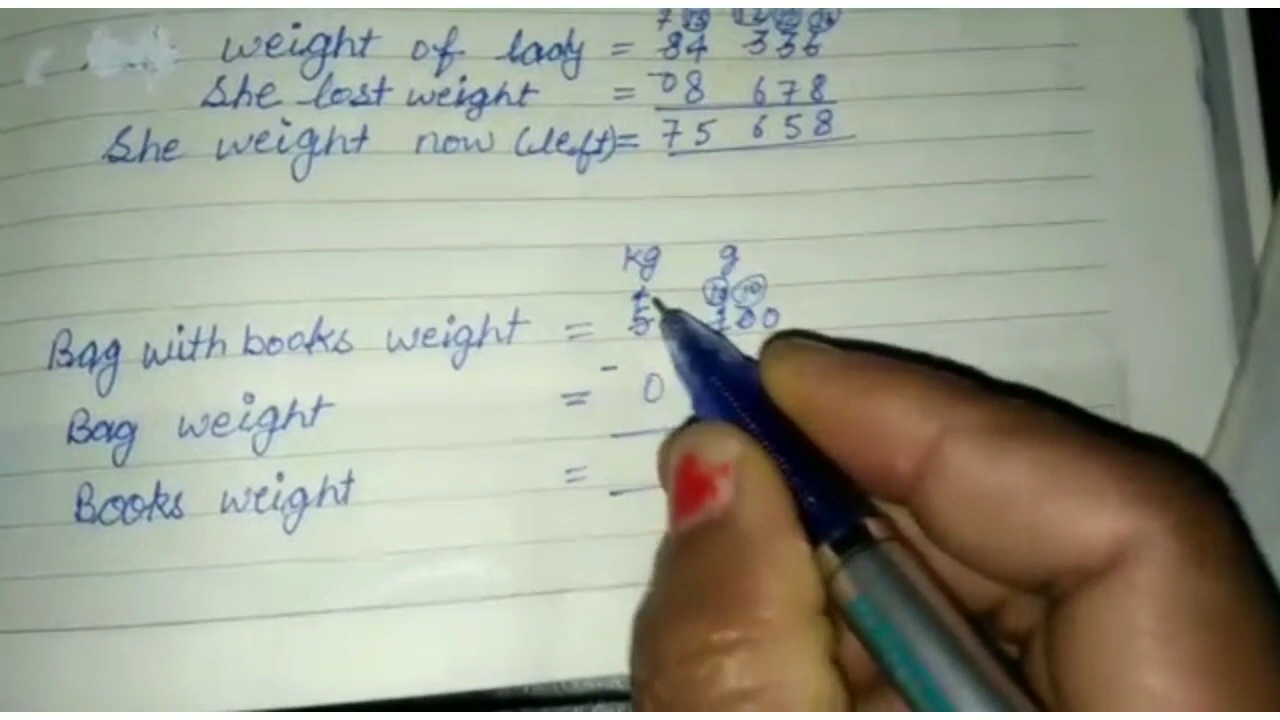 weight of lady = 84 336
She lost weight = -08 678
She weight now (left) = 75 658
kg g
Bag with books weight = 5 100
Bag weight = - 0
Books weight =